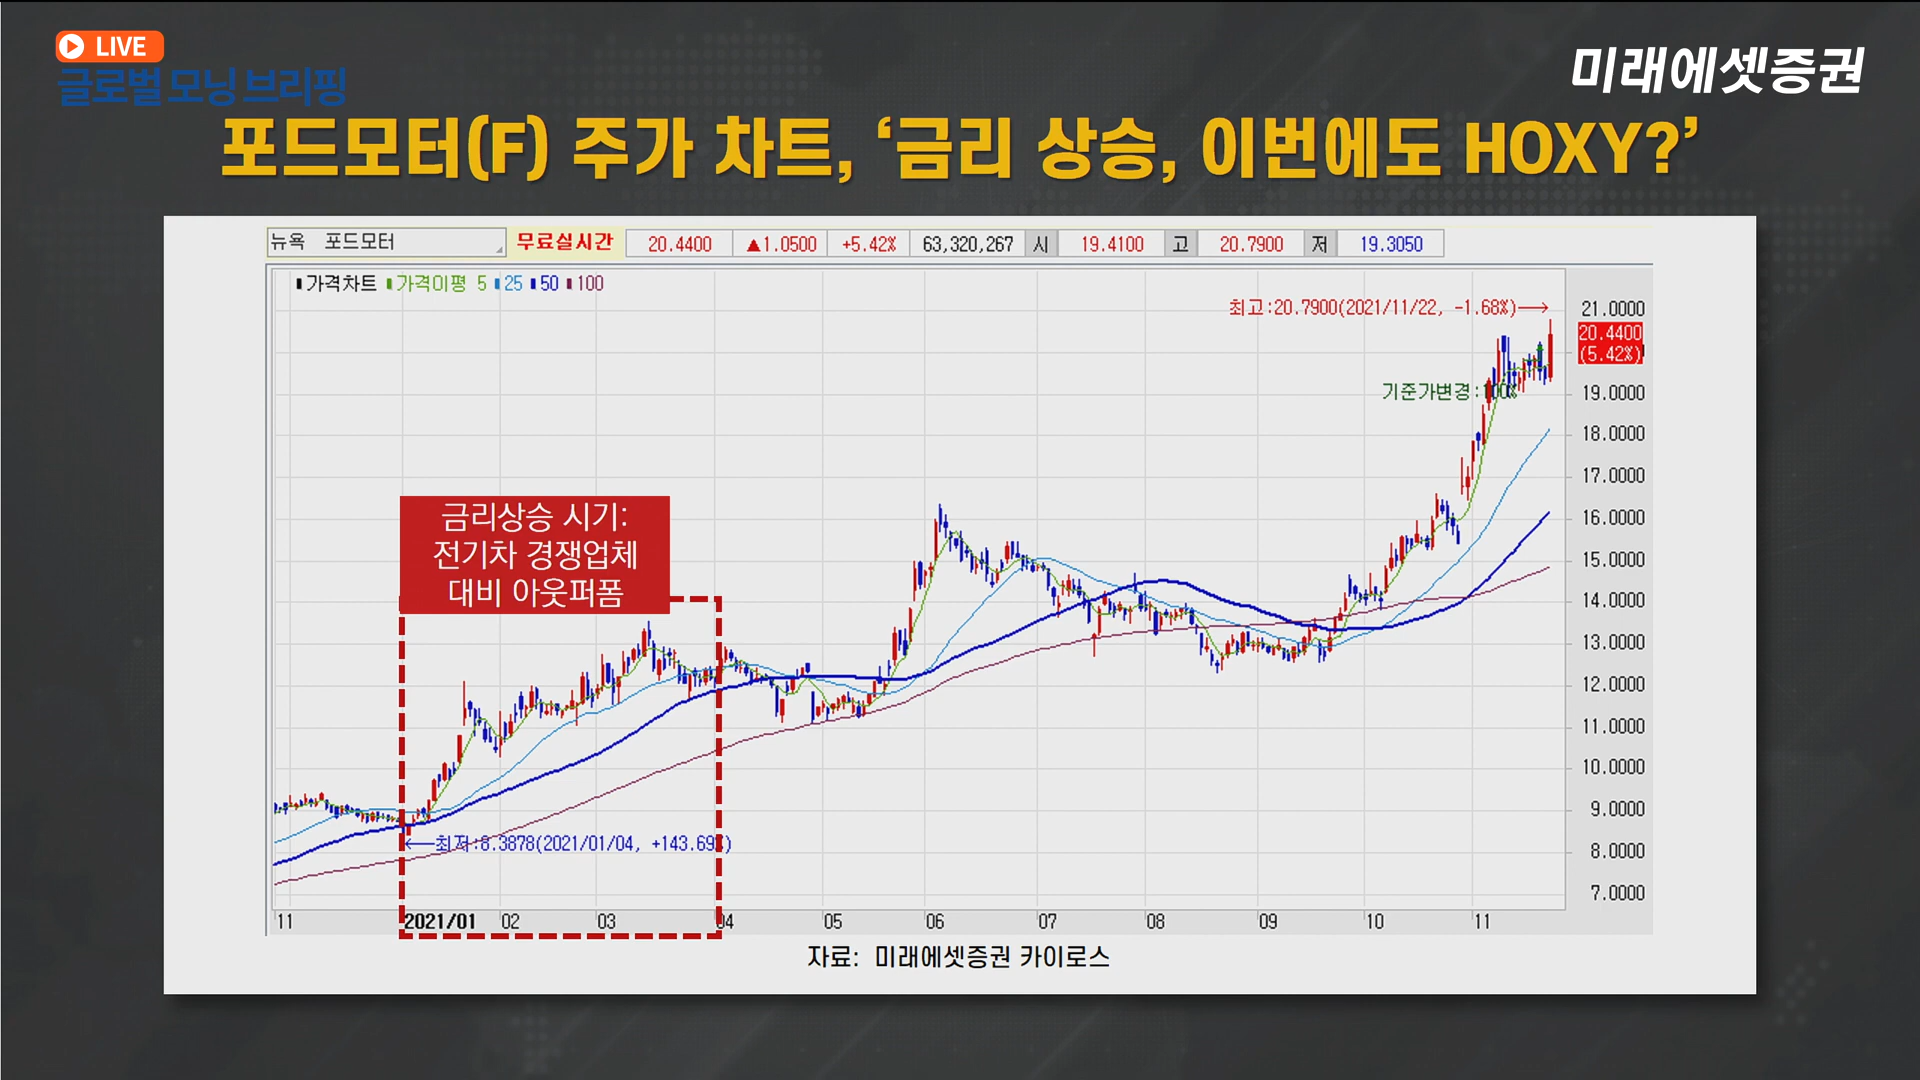 LIVE
글로벌 모닝 브리핑
미래에셋증권
포드모터(F) 주가 차트, ‘금리 상승, 이번에도 HOXY?’
뉴욕 포드모터 무료실시간 20.4400 ▲1.0500 +5.42% 63,320,267 시 19.4100 고 20.7900 저 19.3050
가격차트 가격이평 5 25 50 100
최고:20.7900(2021/11/22, -1.68%)→
21.0000
20.4400
(5.42%)
기준가변경:100%
19.0000
18.0000
17.0000
16.0000
15.0000
14.0000
13.0000
12.0000
11.0000
10.0000
9.0000
8.0000
7.0000
금리상승 시기:
전기차 경쟁업체
대비 아웃퍼폼
←최저:8.3878(2021/01/04, +143.69%)
11 2021/01 02 03 04 05 06 07 08 09 10 11
자료: 미래에셋증권 카이로스